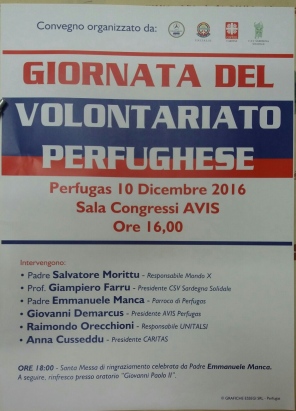 Convegno organizzato da:
GIORNATA DEL
VOLONTARIATO
PERFUGHESE
Perfugas 10 Dicembre 2016
Sala Congressi AVIS
Ore 16,00
Intervengono:
• Padre Salvatore Morittu - Responsabile Mondo X
• Prof. Giampiero Farru - Presidente CSV Sardegna Solidale
• Padre Emmanuele Manca - Parroco di Perfugas
• Giovanni Demarcus - Presidente AVIS Perfugas
• Raimondo Orecchioni - Responsabile UNITALSI
• Anna Cusseddu - Presidente CARITAS
ORE 18:00 - Santa Messa di ringraziamento celebrata da Padre Emmanuele Manca.
A seguire, rinfresco presso oratorio "Giovanni Paolo II".